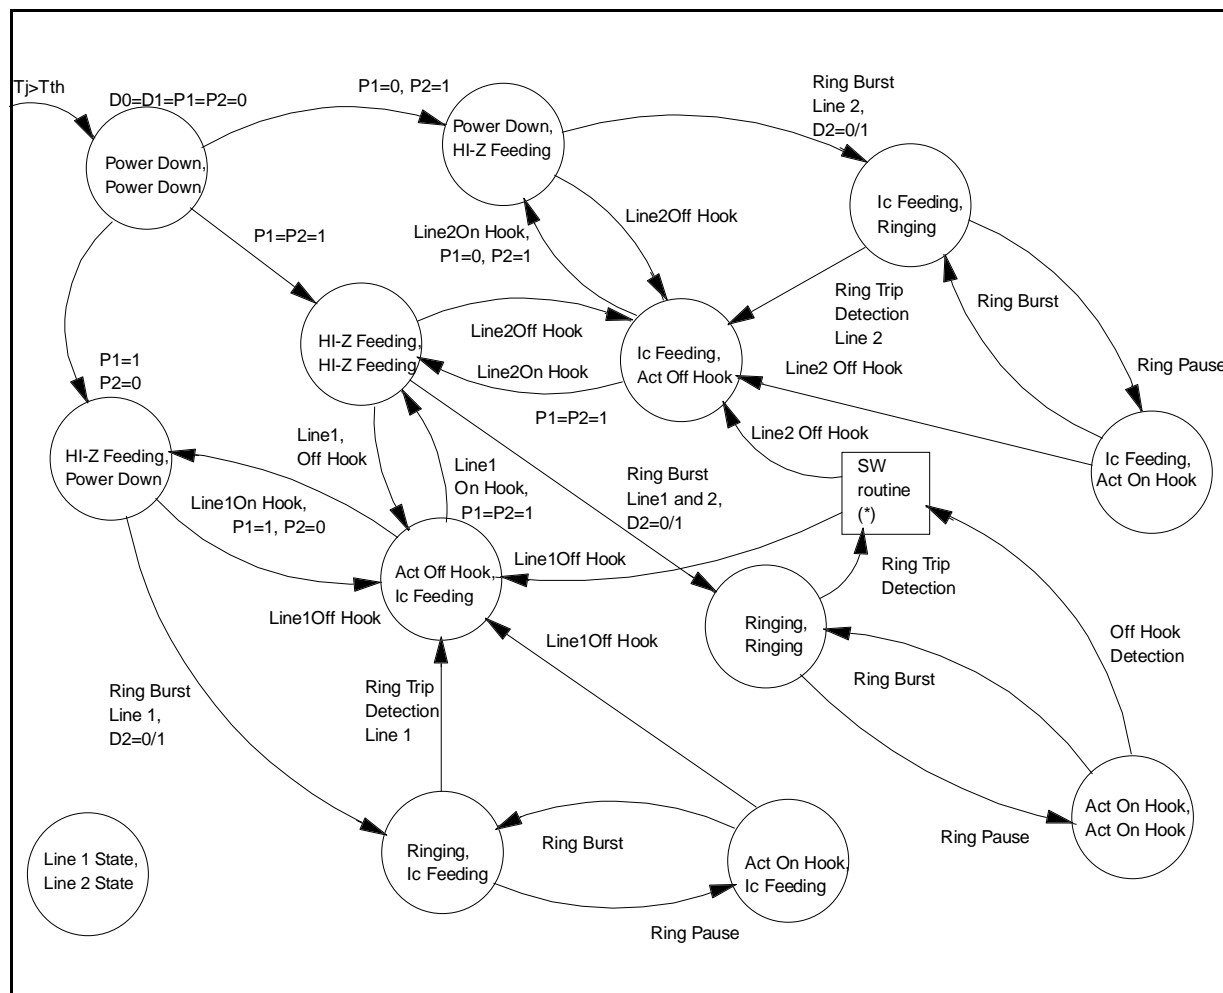 Tj>Tth
D0=D1=P1=P2=0
P1=0, P2=1
Ring Burst
Line 2,
D2=0/1
Power Down,
Power Down
Power Down,
HI-Z Feeding
Ic Feeding,
Ringing
Line2Off Hook
Line2On Hook,
P1=0, P2=1
P1=P2=1
Ring Trip
Detection
Line 2
Ring Burst
Ring Pause
HI-Z Feeding,
HI-Z Feeding
Line2Off Hook
Line2On Hook
P1=P2=1
Ic Feeding,
Act Off Hook
Line2 Off Hook
P1=1
P2=0
HI-Z Feeding,
Power Down
Line1,
Off Hook
Line1
On Hook,
P1=P2=1
Line2 Off Hook
Ring Burst
Line1 and 2,
D2=0/1
SW
routine
(*)
Ic Feeding,
Act On Hook
Line1On Hook,
P1=1, P2=0
Line1Off Hook
Act Off Hook,
Ic Feeding
Line1Off Hook
Ring Trip
Detection
Ringing,
Ringing
Line1Off Hook
Off Hook
Detection
Ring Burst
Ring Burst
Line 1,
D2=0/1
Ring Trip
Detection
Line 1
Act On Hook,
Act On Hook
Ring Pause
Line 1 State,
Line 2 State
Ringing,
Ic Feeding
Ring Burst
Act On Hook,
Ic Feeding
Ring Pause